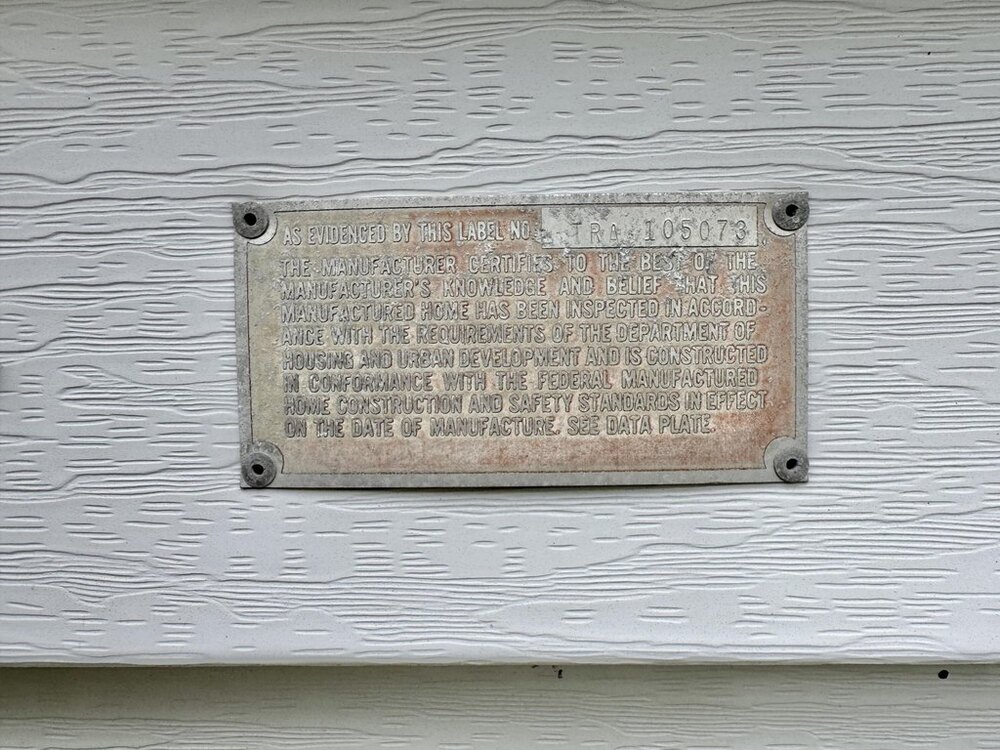 AS EVIDENCED BY THIS LABEL NO. TRA 105073
THE MANUFACTURER CERTIFIES TO THE BEST OF THE
MANUFACTURER'S KNOWLEDGE AND BELIEF THAT THIS
MANUFACTURED HOME HAS BEEN INSPECTED IN ACCORD-
ANCE WITH THE REQUIREMENTS OF THE DEPARTMENT OF
HOUSING AND URBAN DEVELOPMENT AND IS CONSTRUCTED
IN CONFORMANCE WITH THE FEDERAL MANUFACTURED
HOME CONSTRUCTION AND SAFETY STANDARDS IN EFFECT
ON THE DATE OF MANUFACTURE. SEE DATA PLATE.